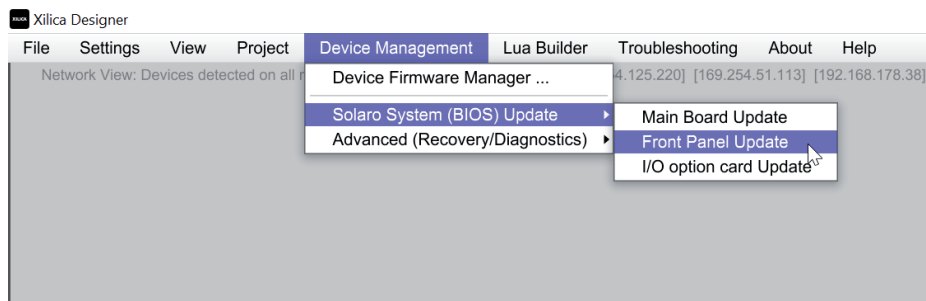 XILICA Xilica Designer
File Settings View Project Device Management Lua Builder Troubleshooting About Help
Network View: Devices detected on all 4.125.220] [169.254.51.113] [192.168.178.38]
Device Firmware Manager ...
Solaro System (BIOS) Update
Main Board Update
Advanced (Recovery/Diagnostics)
Front Panel Update
I/O option card Update